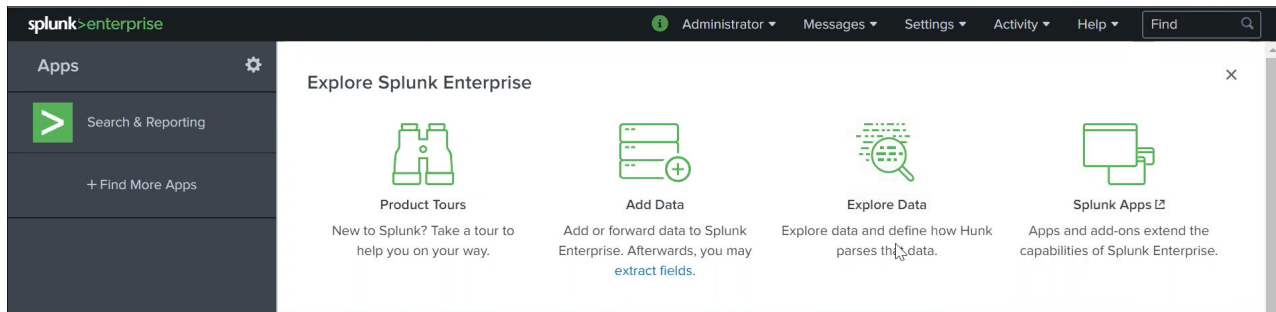 splunk>enterprise
i Administrator Messages Settings Activity Help Find
Apps
Search & Reporting
+ Find More Apps
Explore Splunk Enterprise
Product Tours
New to Splunk? Take a tour to
help you on your way.
Add Data
Add or forward data to Splunk
Enterprise. Afterwards, you may
extract fields.
Explore Data
Explore data and define how Hunk
parses that data.
Splunk Apps
Apps and add-ons extend the
capabilities of Splunk Enterprise.